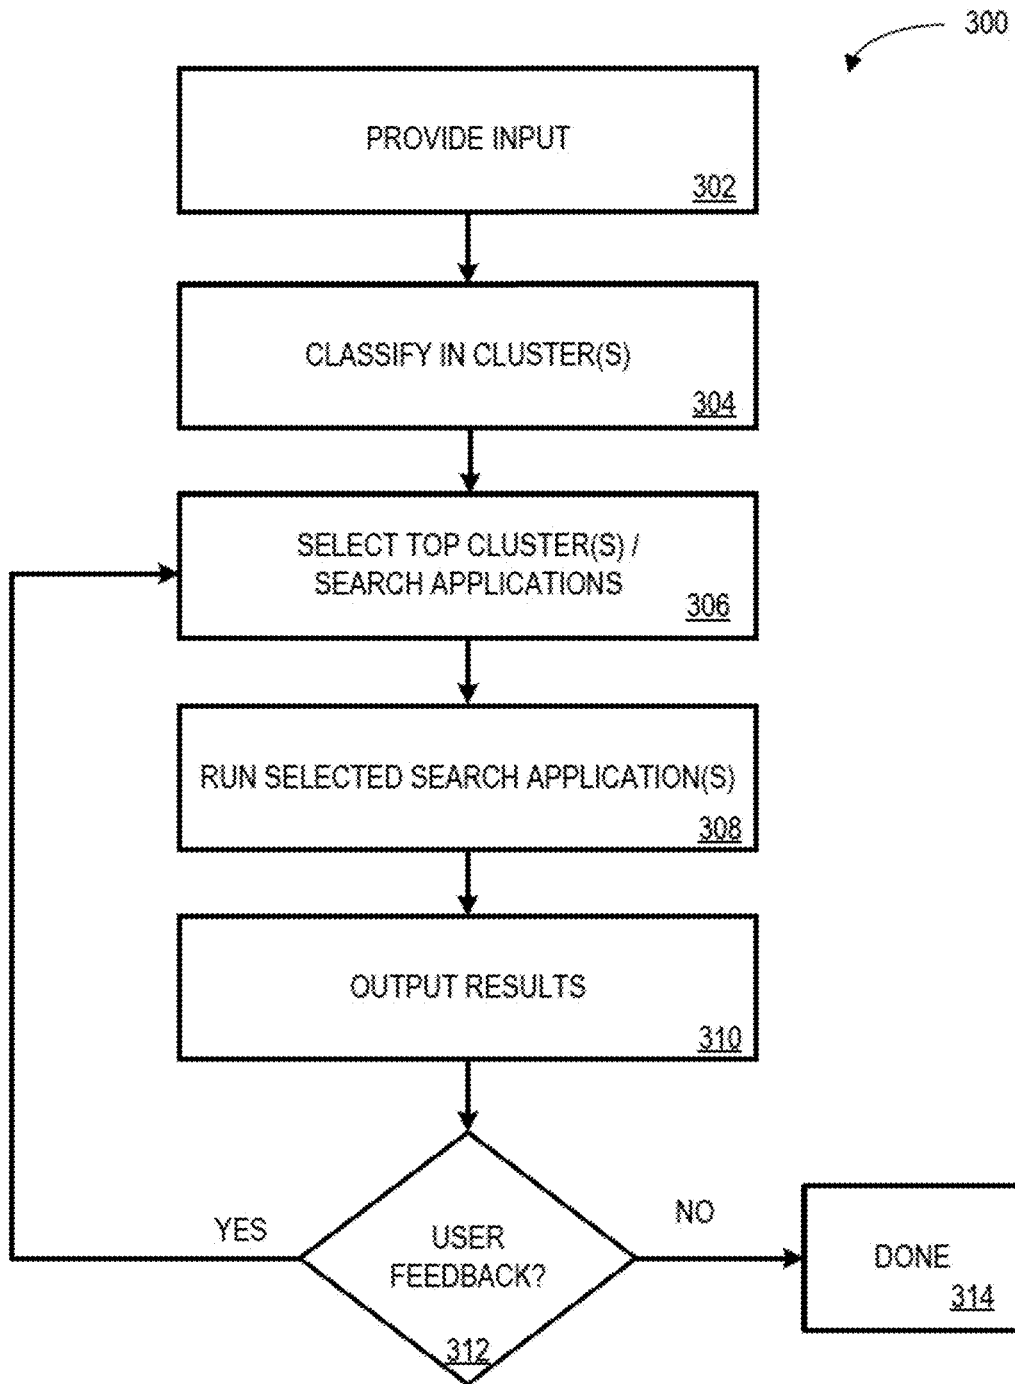 300
PROVIDE INPUT
302
CLASSIFY IN CLUSTER(S)
304
SELECT TOP CLUSTER(S) /
SEARCH APPLICATIONS
306
RUN SELECTED SEARCH APPLICATION(S)
308
OUTPUT RESULTS
310
YES
USER
FEEDBACK?
312
NO
DONE
314